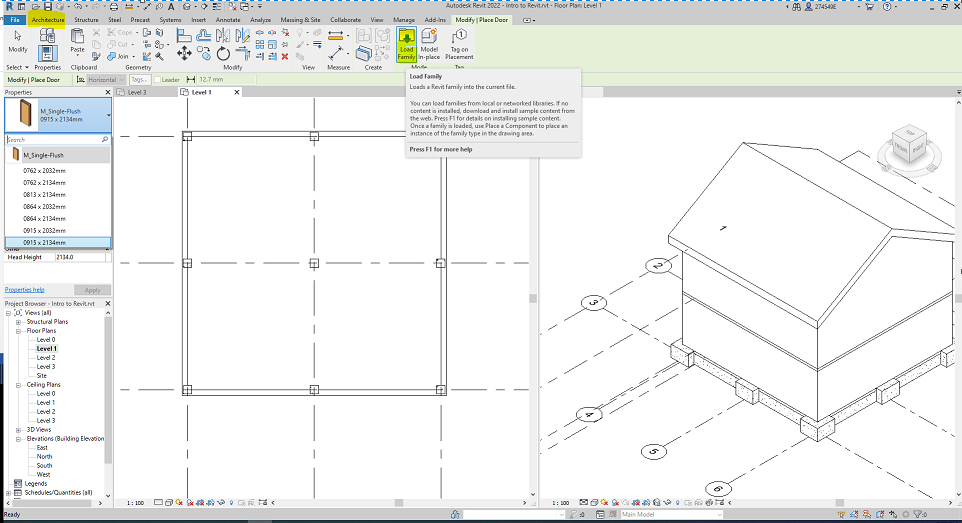 Autodesk Revit 2022 - Intro to Revit.rvt - Floor Plan: Level 1
274549E
File Architecture Structure Steel Precast Systems Insert Annotate Analyze Massing & Site Collaborate View Manage Add-Ins Modify | Place Door
Modify
Properties
Paste
Cope
Cut
Join
Load
Family
Model
In-place
Tag on
Placement
Select Properties Clipboard Geometry Modify View Measure Create Mode Tag
Modify | Place Door Horizontal Tags... Leader 12.7 mm
Load Family
Loads a Revit family into the current file.
You can load families from local or networked libraries. If no
content is installed, download and install sample content from
the web. Press F1 for details on installing sample content.
Once a family is loaded, use Place a Component to place an
instance of the family type in the drawing area.
Press F1 for more help
Properties
M_Single-Flush
0915 x 2134mm
Search
M_Single-Flush
0762 x 2032mm
0762 x 2134mm
0813 x 2134mm
0864 x 2032mm
0864 x 2134mm
0915 x 2032mm
0915 x 2134mm
Other
Head Height 2134.0
Properties help Apply
Project Browser - Intro to Revit.rvt
Views (all)
Structural Plans
Floor Plans
Level 0
Level 1
Level 2
Level 3
Site
Ceiling Plans
Level 0
Level 1
Level 2
Level 3
3D Views
Elevations (Building Elevation
East
North
South
West
Legends
Schedules/Quantities (all)
Level 3
Level 1
1 : 100
TOP
FRONT
RIGHT
1
2
3
4
5
6
1 : 100
Ready
:0
Main Model
:0